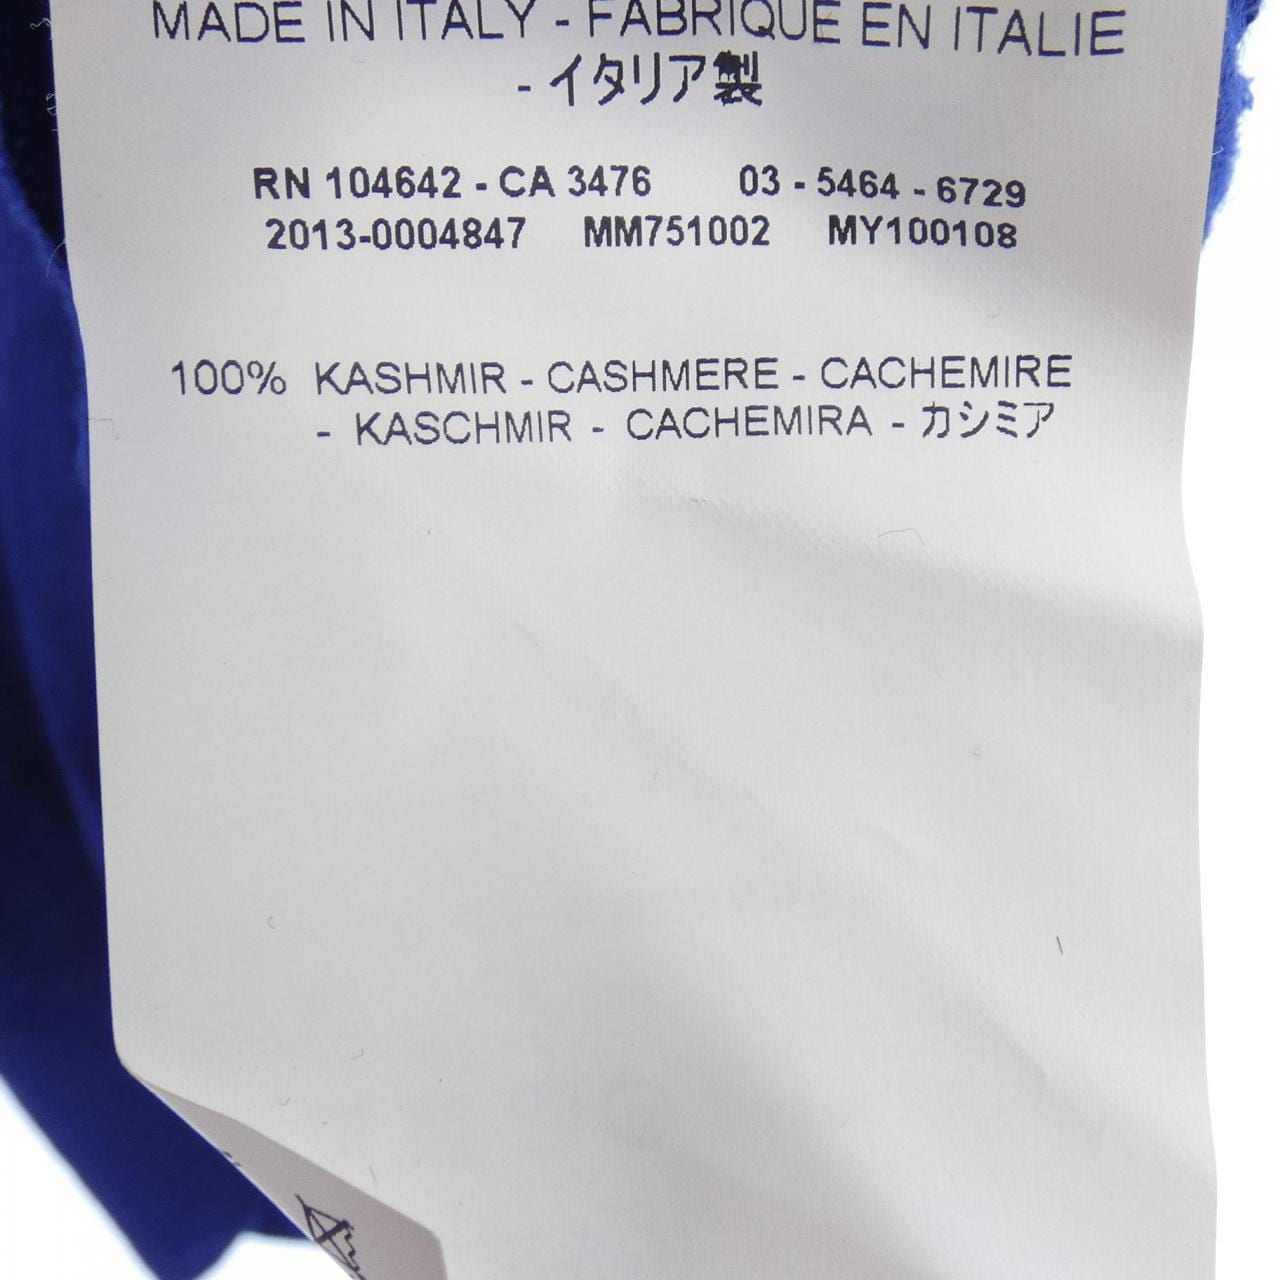 MADE IN ITALY - FABRIQUE EN ITALIE
- イタリア製
RN 104642 - CA 3476 03 - 5464 - 6729
2013-0004847 MM751002 MY100108
100% KASHMIR - CASHMERE - CACHEMIRE
- KASCHMIR - CACHEMIRA - カシミア